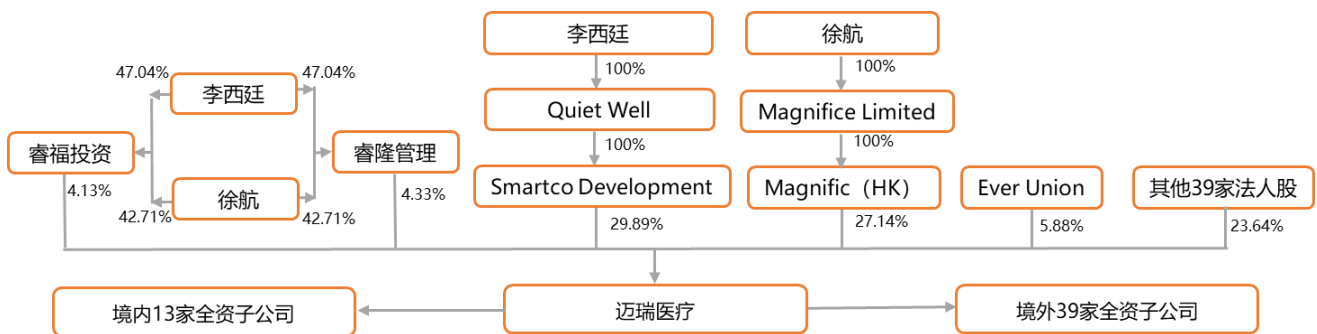 李西廷
徐航
100%
100%
47.04%
47.04%
李西廷
Quiet Well
Magnifice Limited
100%
100%
睿福投资
睿隆管理
4.13%
徐航
4.33%
Smartco Development
Magnific（HK）
Ever Union
其他39家法人股
42.71%
42.71%
29.89%
27.14%
5.88%
23.64%
境内13家全资子公司
迈瑞医疗
境外39家全资子公司